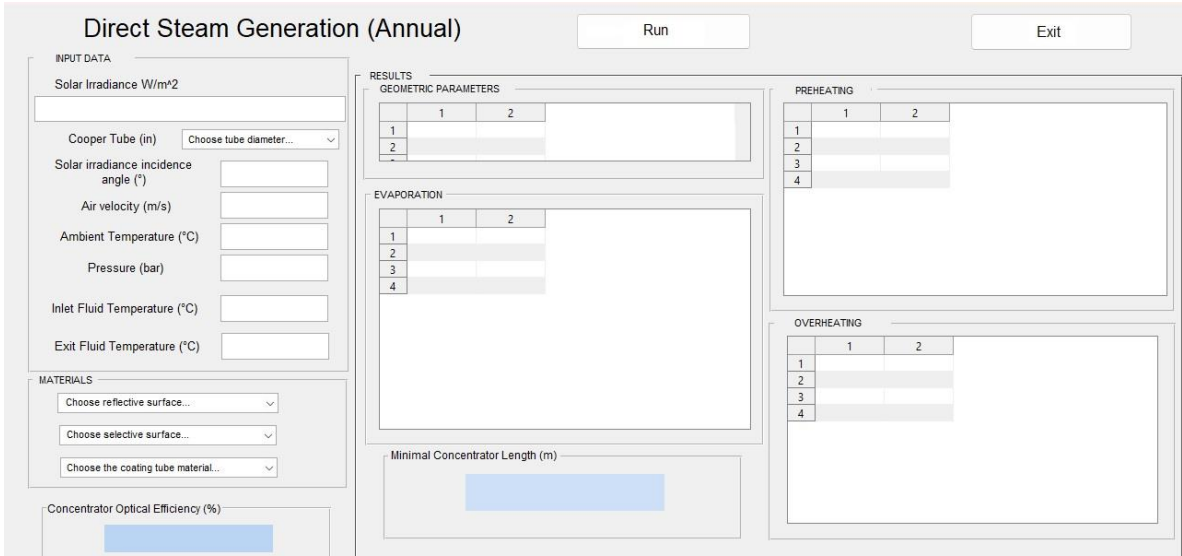 Direct Steam Generation (Annual)
Run
Exit
INPUT DATA
Solar Irradiance W/m^2
Cooper Tube (in)
Choose tube diameter...
Solar irradiance incidence
angle (°)
Air velocity (m/s)
Ambient Temperature (°C)
Pressure (bar)
Inlet Fluid Temperature (°C)
Exit Fluid Temperature (°C)
MATERIALS
Choose reflective surface...
Choose selective surface...
Choose the coating tube material...
Concentrator Optical Efficiency (%)
RESULTS
GEOMETRIC PARAMETERS
1 2
1
2
EVAPORATION
1 2
1
2
3
4
Minimal Concentrator Length (m)
PREHEATING
1 2
1
2
3
4
OVERHEATING
1 2
1
2
3
4